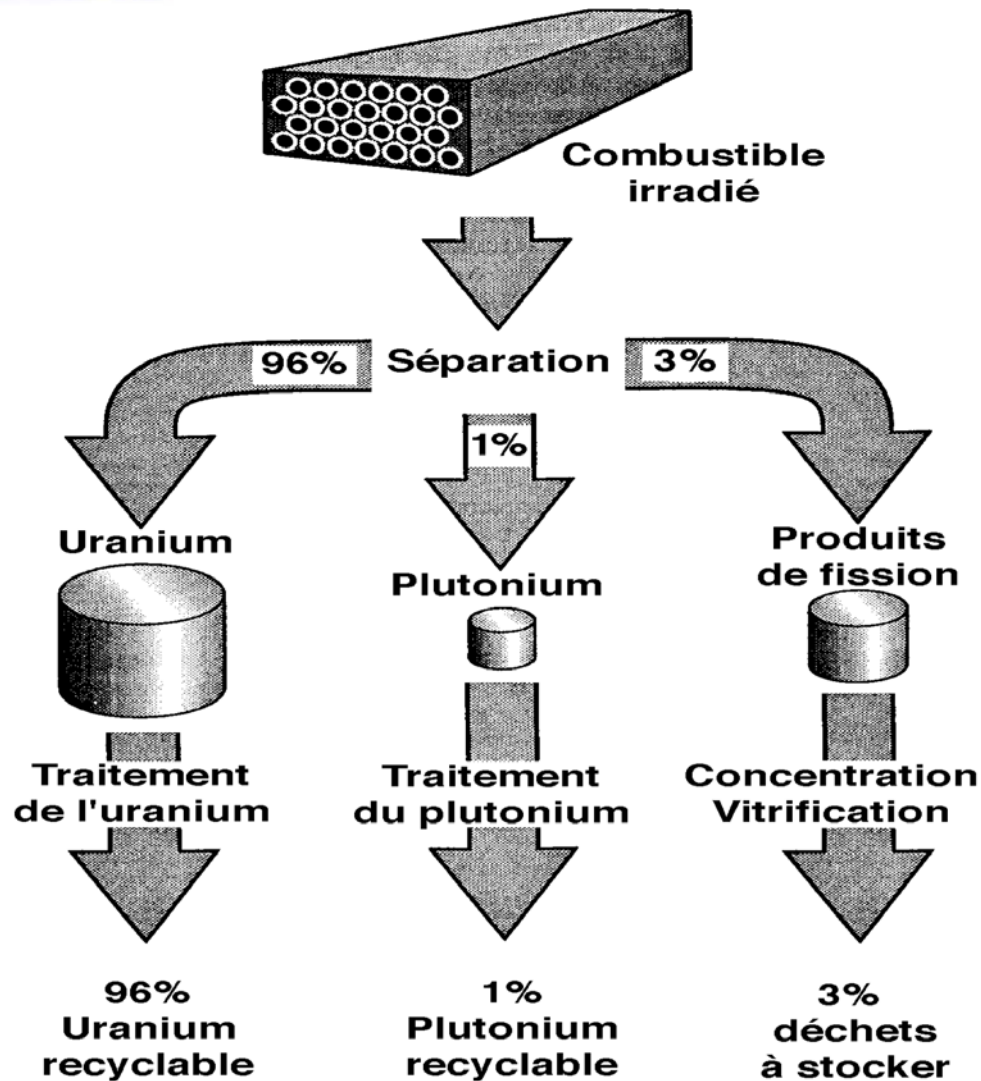 Combustible
irradié
96%
Séparation
3%
1%
Uranium
Plutonium
Produits
de fission
Traitement
de l'uranium
Traitement
du plutonium
Concentration
Vitrification
96%
Uranium
recyclable
1%
Plutonium
recyclable
3%
déchets
à stocker